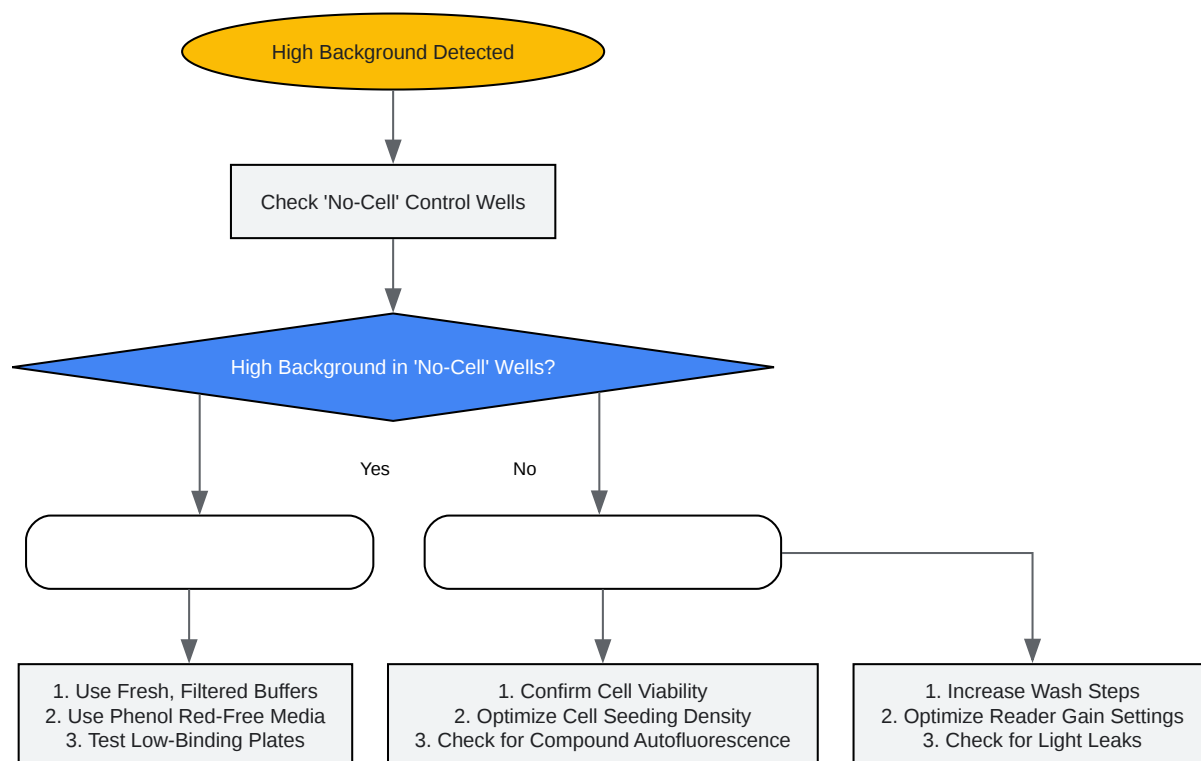 High Background Detected
Check 'No-Cell' Control Wells
High Background in 'No-Cell' Wells?
Yes
No
1. Use Fresh, Filtered Buffers
2. Use Phenol Red-Free Media
3. Test Low-Binding Plates
1. Confirm Cell Viability
2. Optimize Cell Seeding Density
3. Check for Compound Autofluorescence
1. Increase Wash Steps
2. Optimize Reader Gain Settings
3. Check for Light Leaks